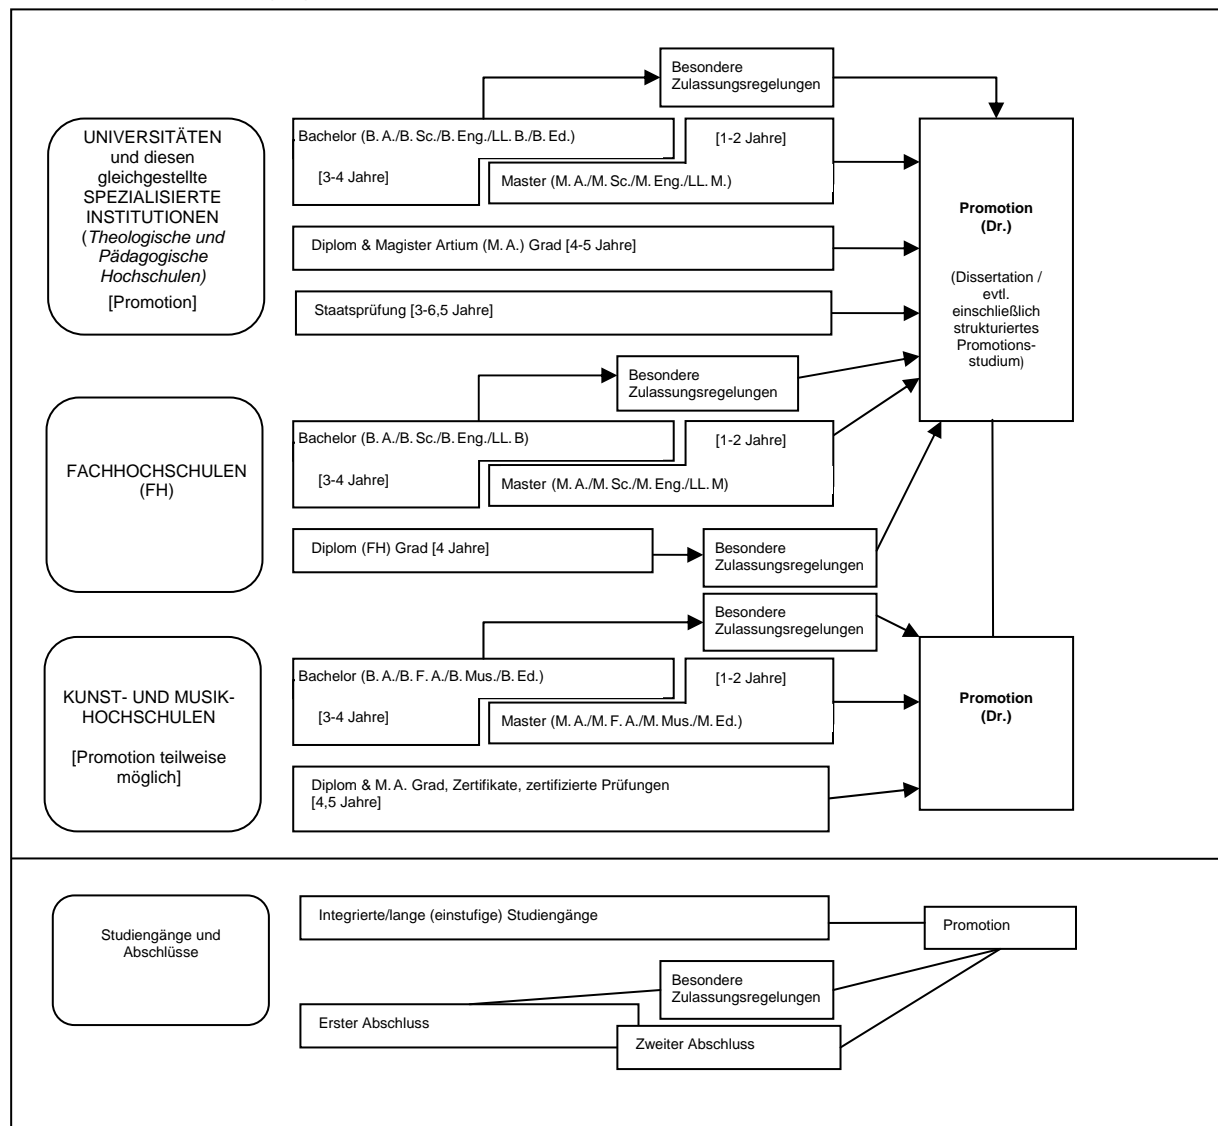 Besondere
Zulassungsregelungen
UNIVERSITÄTEN
und diesen
gleichgestellte
SPEZIALISIERTE
INSTITUTIONEN
(Theologische und
Pädagogische
Hochschulen)
[Promotion]
Bachelor (B. A./B. Sc./B. Eng./LL. B./B. Ed.)
[3-4 Jahre]
[1-2 Jahre]
Master (M. A./M. Sc./M. Eng./LL. M.)
Diplom & Magister Artium (M. A.) Grad [4-5 Jahre]
Staatsprüfung [3-6,5 Jahre]
Promotion
(Dr.)
(Dissertation /
evtl.
einschließlich
strukturiertes
Promotions-
studium)
Besondere
Zulassungsregelungen
FACHHOCHSCHULEN
(FH)
Bachelor (B. A./B. Sc./B. Eng./LL. B)
[3-4 Jahre]
[1-2 Jahre]
Master (M. A./M. Sc./M. Eng./LL. M)
Diplom (FH) Grad [4 Jahre]
Besondere
Zulassungsregelungen
Besondere
Zulassungsregelungen
KUNST- UND MUSIK-
HOCHSCHULEN
[Promotion teilweise
möglich]
Bachelor (B. A./B. F. A./B. Mus./B. Ed.)
[3-4 Jahre]
[1-2 Jahre]
Master (M. A./M. F. A./M. Mus./M. Ed.)
Diplom & M. A. Grad, Zertifikate, zertifizierte Prüfungen
[4,5 Jahre]
Promotion
(Dr.)
Studiengänge und
Abschlüsse
Integrierte/lange (einstufige) Studiengänge
Promotion
Besondere
Zulassungsregelungen
Erster Abschluss
Zweiter Abschluss